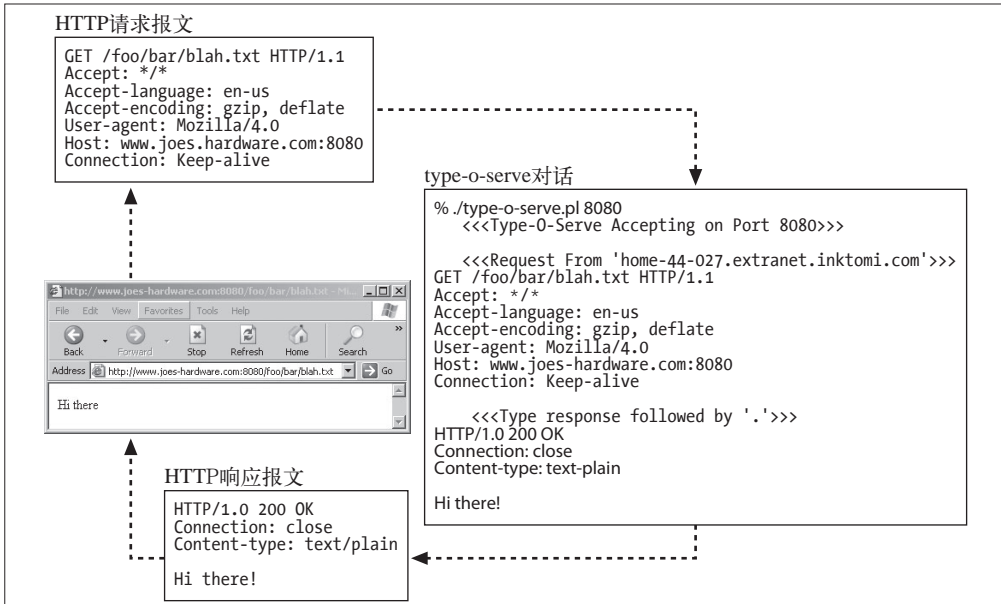 HTTP请求报文
GET /foo/bar/blah.txt HTTP/1.1
Accept: */*
Accept-language: en-us
Accept-encoding: gzip, deflate
User-agent: Mozilla/4.0
Host: www.joes.hardware.com:8080
Connection: Keep-alive
type-o-serve对话
% ./type-o-serve.pl 8080
<<<Type-O-Serve Accepting on Port 8080>>>
<<<Request From 'home-44-027.extranet.inktomi.com'>>>
GET /foo/bar/blah.txt HTTP/1.1
Accept: */*
Accept-language: en-us
Accept-encoding: gzip, deflate
User-agent: Mozilla/4.0
Host: www.joes-hardware.com:8080
Connection: Keep-alive
<<<Type response followed by '.'>>>
HTTP/1.0 200 OK
Connection: close
Content-type: text-plain
Hi there!
http://www.joes-hardware.com:8080/foo/bar/blah.txt - Mi...
File Edit View Favorites Tools Help
Back Forward Stop Refresh Home Search »
Address http://www.joes-hardware.com:8080/foo/bar/blah.txt Go
Hi there
HTTP响应报文
HTTP/1.0 200 OK
Connection: close
Content-type: text/plain
Hi there!